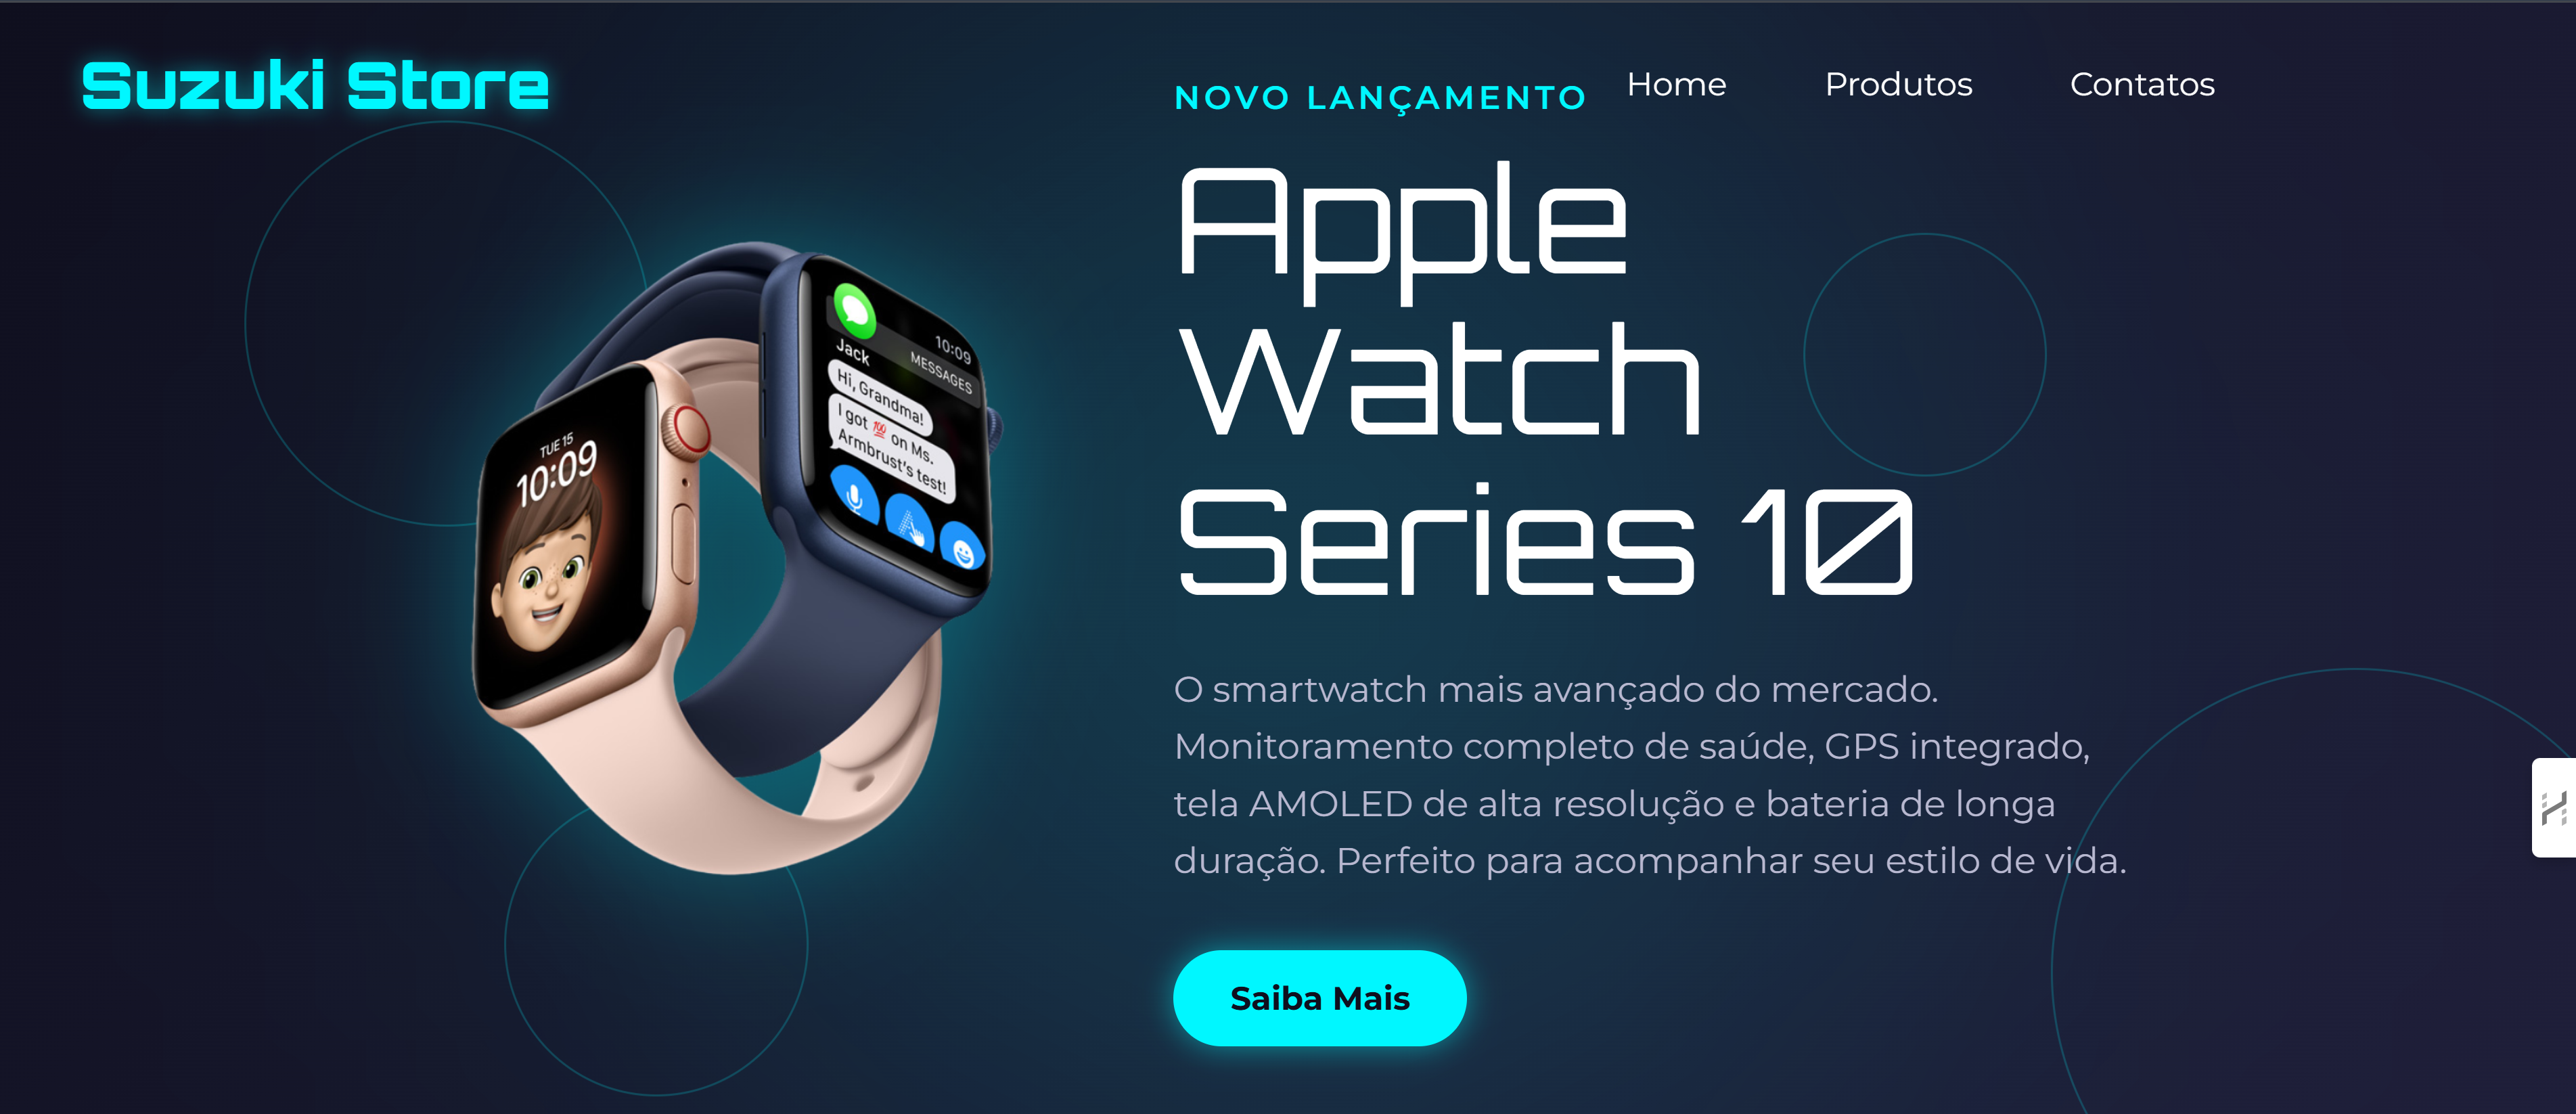 Suzuki Store
NOVO LANÇAMENTO
Home
Produtos
Contatos
Apple
Watch
Series 10
TUE 15
10:09
10:09
MESSAGES
Jack
Hi, Grandma!
I got 💯 on Ms.
Armbrust's test!
O smartwatch mais avançado do mercado.
Monitoramento completo de saúde, GPS integrado,
tela AMOLED de alta resolução e bateria de longa
duração. Perfeito para acompanhar seu estilo de vida.
Saiba Mais